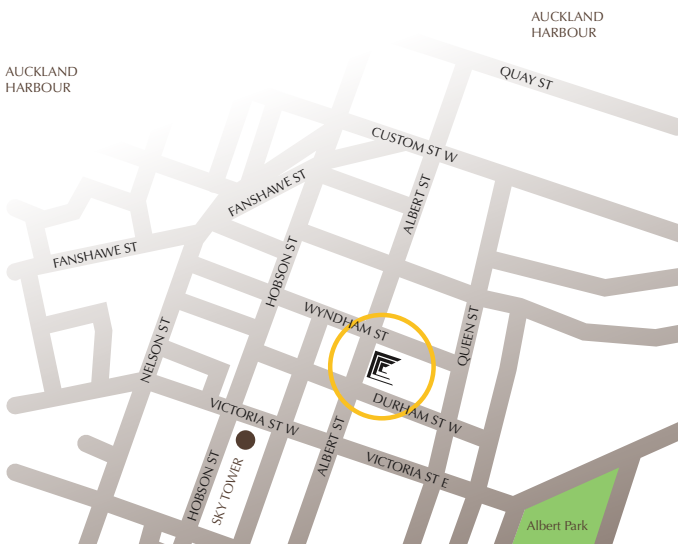 AUCKLAND
HARBOUR
AUCKLAND
HARBOUR
QUAY ST
CUSTOM ST W
FANSHAWE ST
ALBERT ST
FANSHAWE ST
HOBSON ST
WYNDHAM ST
QUEEN ST
NELSON ST
DURHAM ST W
VICTORIA ST W
ALBERT ST
VICTORIA ST E
HOBSON ST
SKY TOWER
Albert Park